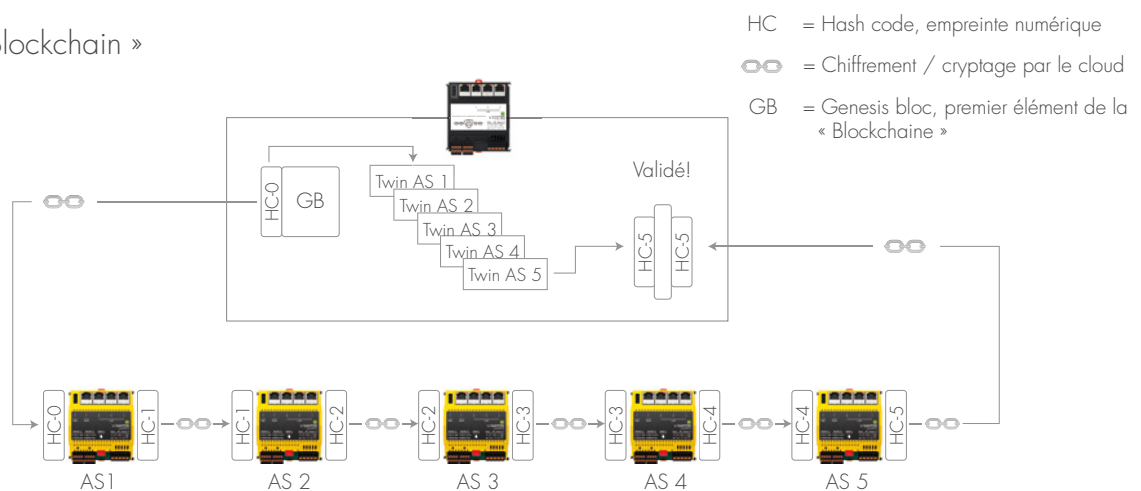 lockchain »
HC = Hash code, empreinte numérique
= Chiffrement / cryptage par le cloud
GB = Genesis bloc, premier élément de la
« Blockchaine »
HC-0
GB
Twin AS 1
Twin AS 2
Twin AS 3
Twin AS 4
Twin AS 5
Validé!
HC-5
HC-5
HC-0
HC-1
HC-1
HC-2
HC-2
HC-3
HC-3
HC-4
HC-4
HC-5
AS1
AS 2
AS 3
AS 4
AS 5